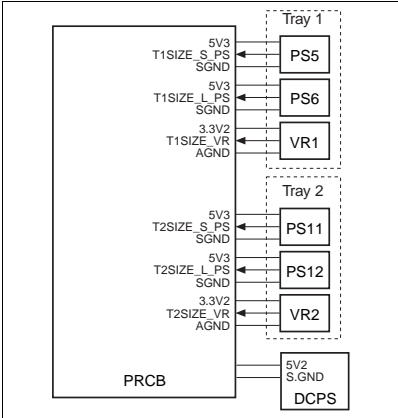 Tray 1
5V3
T1SIZE_S_PS
SGND
PS5
5V3
T1SIZE_L_PS
SGND
PS6
3.3V2
T1SIZE_VR
AGND
VR1
Tray 2
5V3
T2SIZE_S_PS
SGND
PS11
5V3
T2SIZE_L_PS
SGND
PS12
3.3V2
T2SIZE_VR
AGND
VR2
5V2
S.GND
DCPS
PRCB